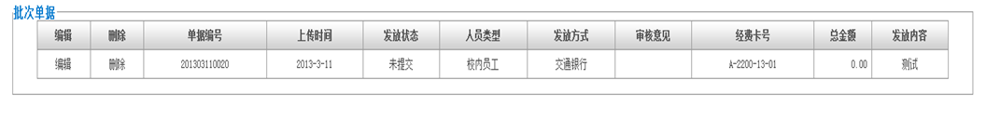 批次单据
编辑 删除 单据编号 上传时间 发放状态 人员类型 发放方式 审核意见 经费卡号 总金额 发放内容
编辑 删除 201303110020 2013-3-11 未提交 校内员工 交通银行 A-2200-13-01 0.00 测试